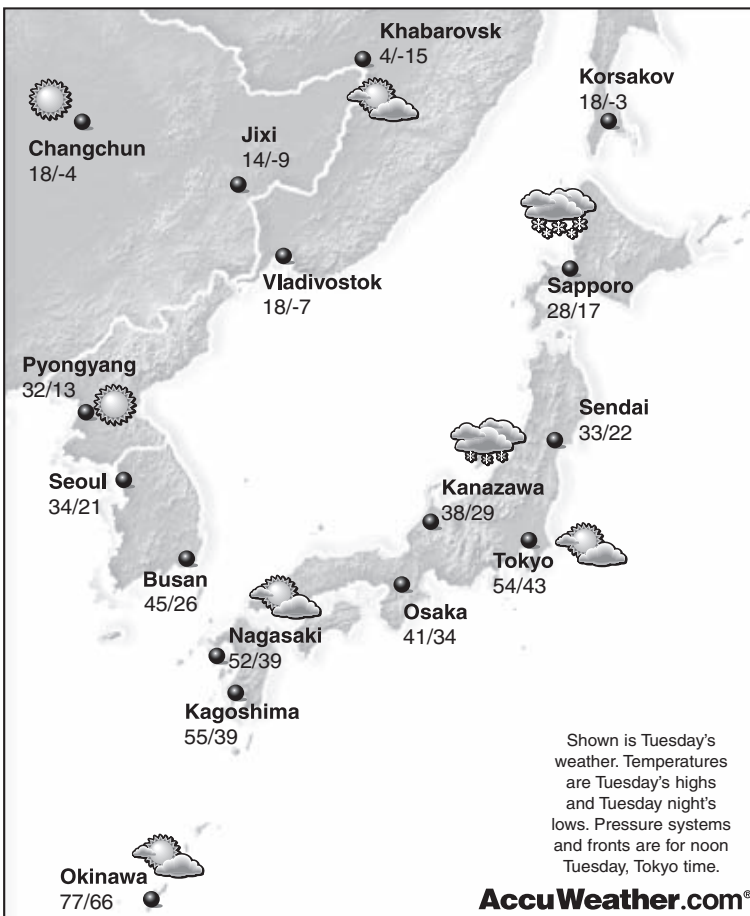 Khabarovsk
4/-15
Korsakov
18/-3
Changchun
18/-4
Jixi
14/-9
Vladivostok
18/-7
Sapporo
28/17
Pyongyang
32/13
Sendai
33/22
Seoul
34/21
Kanazawa
38/29
Tokyo
54/43
Busan
45/26
Osaka
41/34
Nagasaki
52/39
Kagoshima
55/39
Shown is Tuesday's
weather. Temperatures
are Tuesday's highs
and Tuesday night's
lows. Pressure systems
and fronts are for noon
Tuesday, Tokyo time.
Okinawa
77/66
AccuWeather.com®